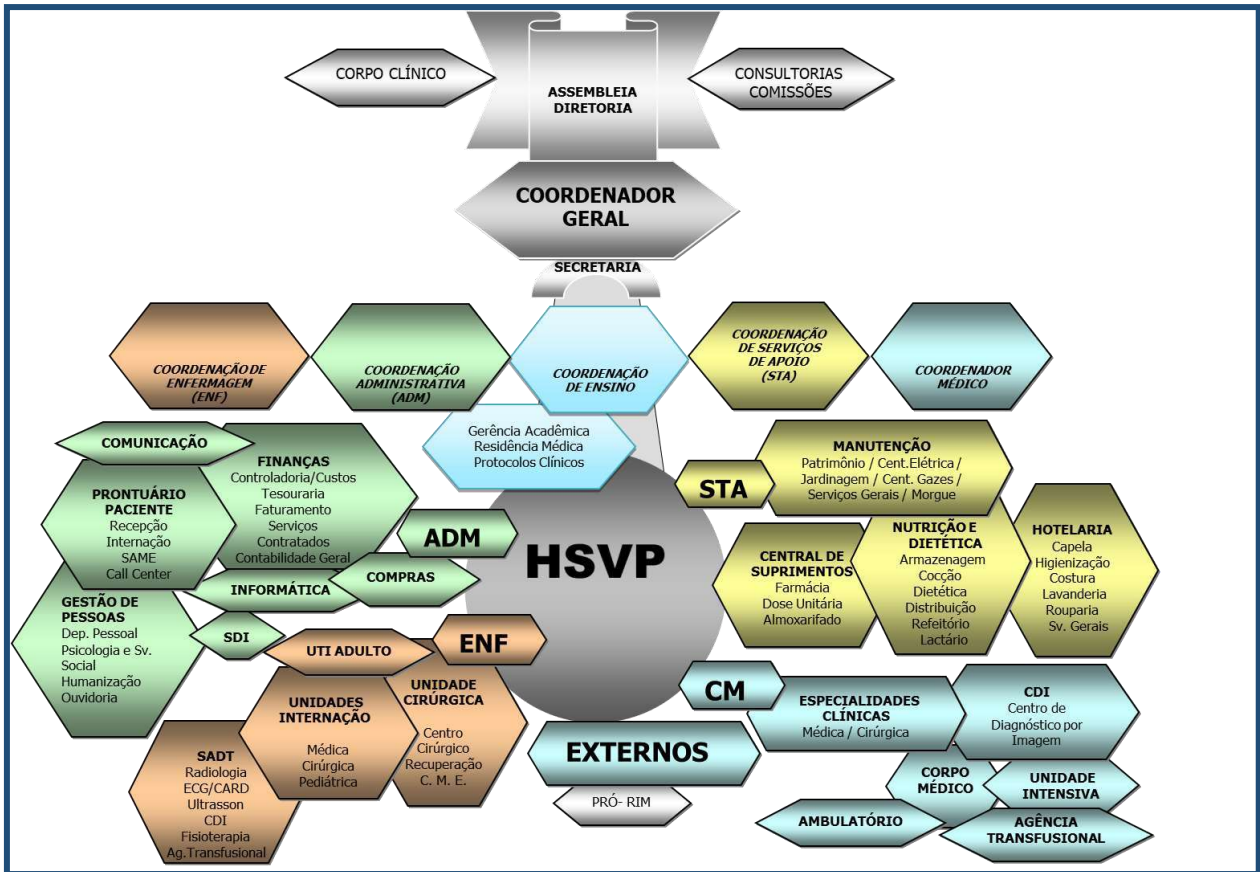 CORPO CLÍNICO
ASSEMBLEIA
DIRETORIA
CONSULTORIAS
COMISSÕES
COORDENADOR
GERAL
SECRETARIA
COORDENAÇÃO DE
ENFERMAGEM
(ENF)
COORDENAÇÃO
ADMINISTRATIVA
(ADM)
COORDENAÇÃO
DE ENSINO
COORDENAÇÃO
DE SERVIÇOS
DE APOIO
(STA)
COORDENADOR
MÉDICO
Gerência Acadêmica
Residência Médica
Protocolos Clínicos
HSVP
COMUNICAÇÃO
FINANÇAS
Controladoria/Custos
Tesouraria
Faturamento
Serviços
Contratados
Contabilidade Geral
PRONTUÁRIO
PACIENTE
Recepção
Internação
SAME
Call Center
ADM
COMPRAS
INFORMÁTICA
GESTÃO DE
PESSOAS
Dep. Pessoal
Psicologia e Sv.
Social
Humanização
Ouvidoria
SDI
STA
MANUTENÇÃO
Patrimônio / Cent.Elétrica /
Jardinagem / Cent. Gazes /
Serviços Gerais / Morgue
CENTRAL DE
SUPRIMENTOS
Farmácia
Dose Unitária
Almoxarifado
NUTRIÇÃO E
DIETÉTICA
Armazenagem
Cocção
Dietética
Distribuição
Refeitório
Lactário
HOTELARIA
Capela
Higienização
Costura
Lavanderia
Rouparia
Sv. Gerais
ENF
UTI ADULTO
UNIDADE
CIRÚRGICA
Centro
Cirúrgico
Recuperação
C. M. E.
UNIDADES
INTERNAÇÃO
Médica
Cirúrgica
Pediátrica
SADT
Radiologia
ECG/CARD
Ultrasson
CDI
Fisioterapia
Ag.Transfusional
EXTERNOS
PRÓ- RIM
CM
ESPECIALIDADES
CLÍNICAS
Médica / Cirúrgica
CDI
Centro de
Diagnóstico por
Imagem
CORPO
MÉDICO
UNIDADE
INTENSIVA
AMBULATÓRIO
AGÊNCIA
TRANSFUSIONAL